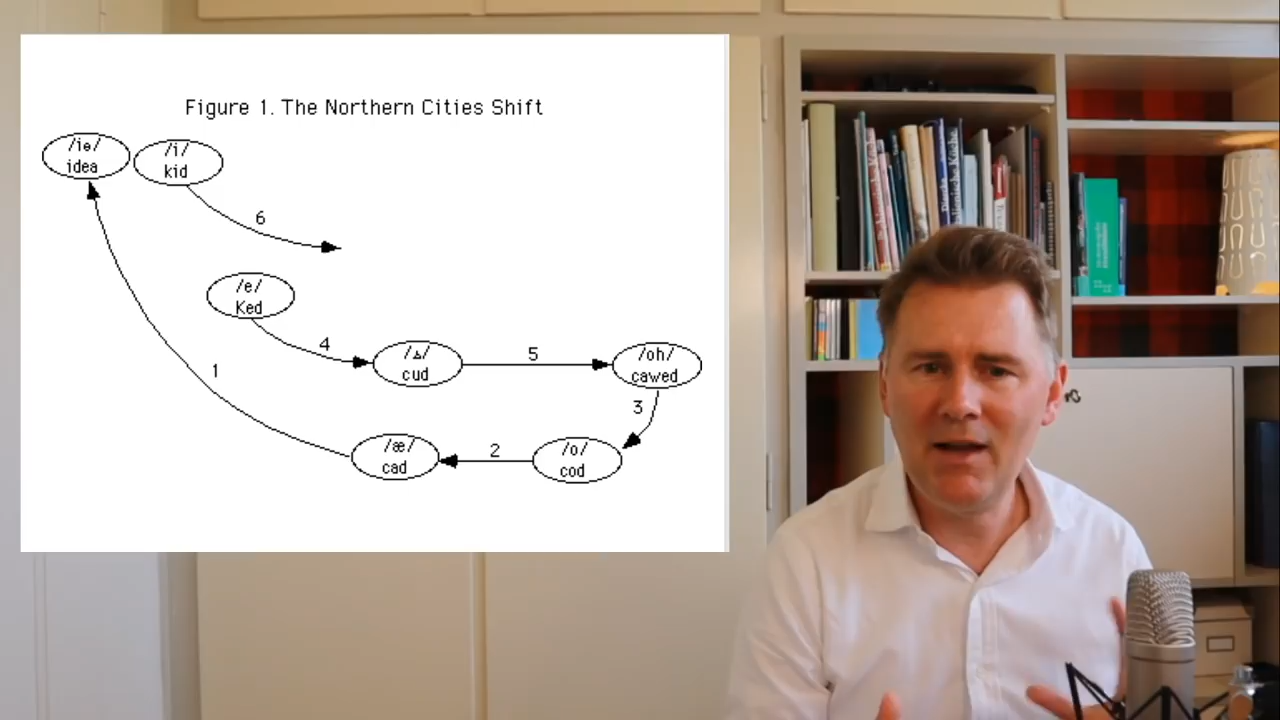 Figure 1. The Northern Cities Shift
/iə/
idea
/i/
kid
6
/e/
Ked
4
/ʌ/
cud
5
/oh/
cawed
1
3
/æ/
cad
2
/o/
cod